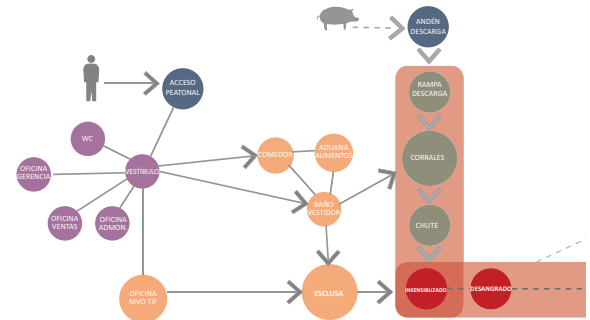 ANDÉN
DESCARGA
ACCESO
PEATONAL
RAMPA
DESCARGA
WC
COMEDOR
ADUANA
ALIMENTOS
CORRALES
OFICINA
GERENCIA
VESTÍBULO
BAÑO
VESTIDOR
OFICINA
VENTAS
OFICINA
ADMON.
CHUTE
OFICINA
MVO TIF
ESCLUSA
INSENSIBILIZADO
DESANGRADO